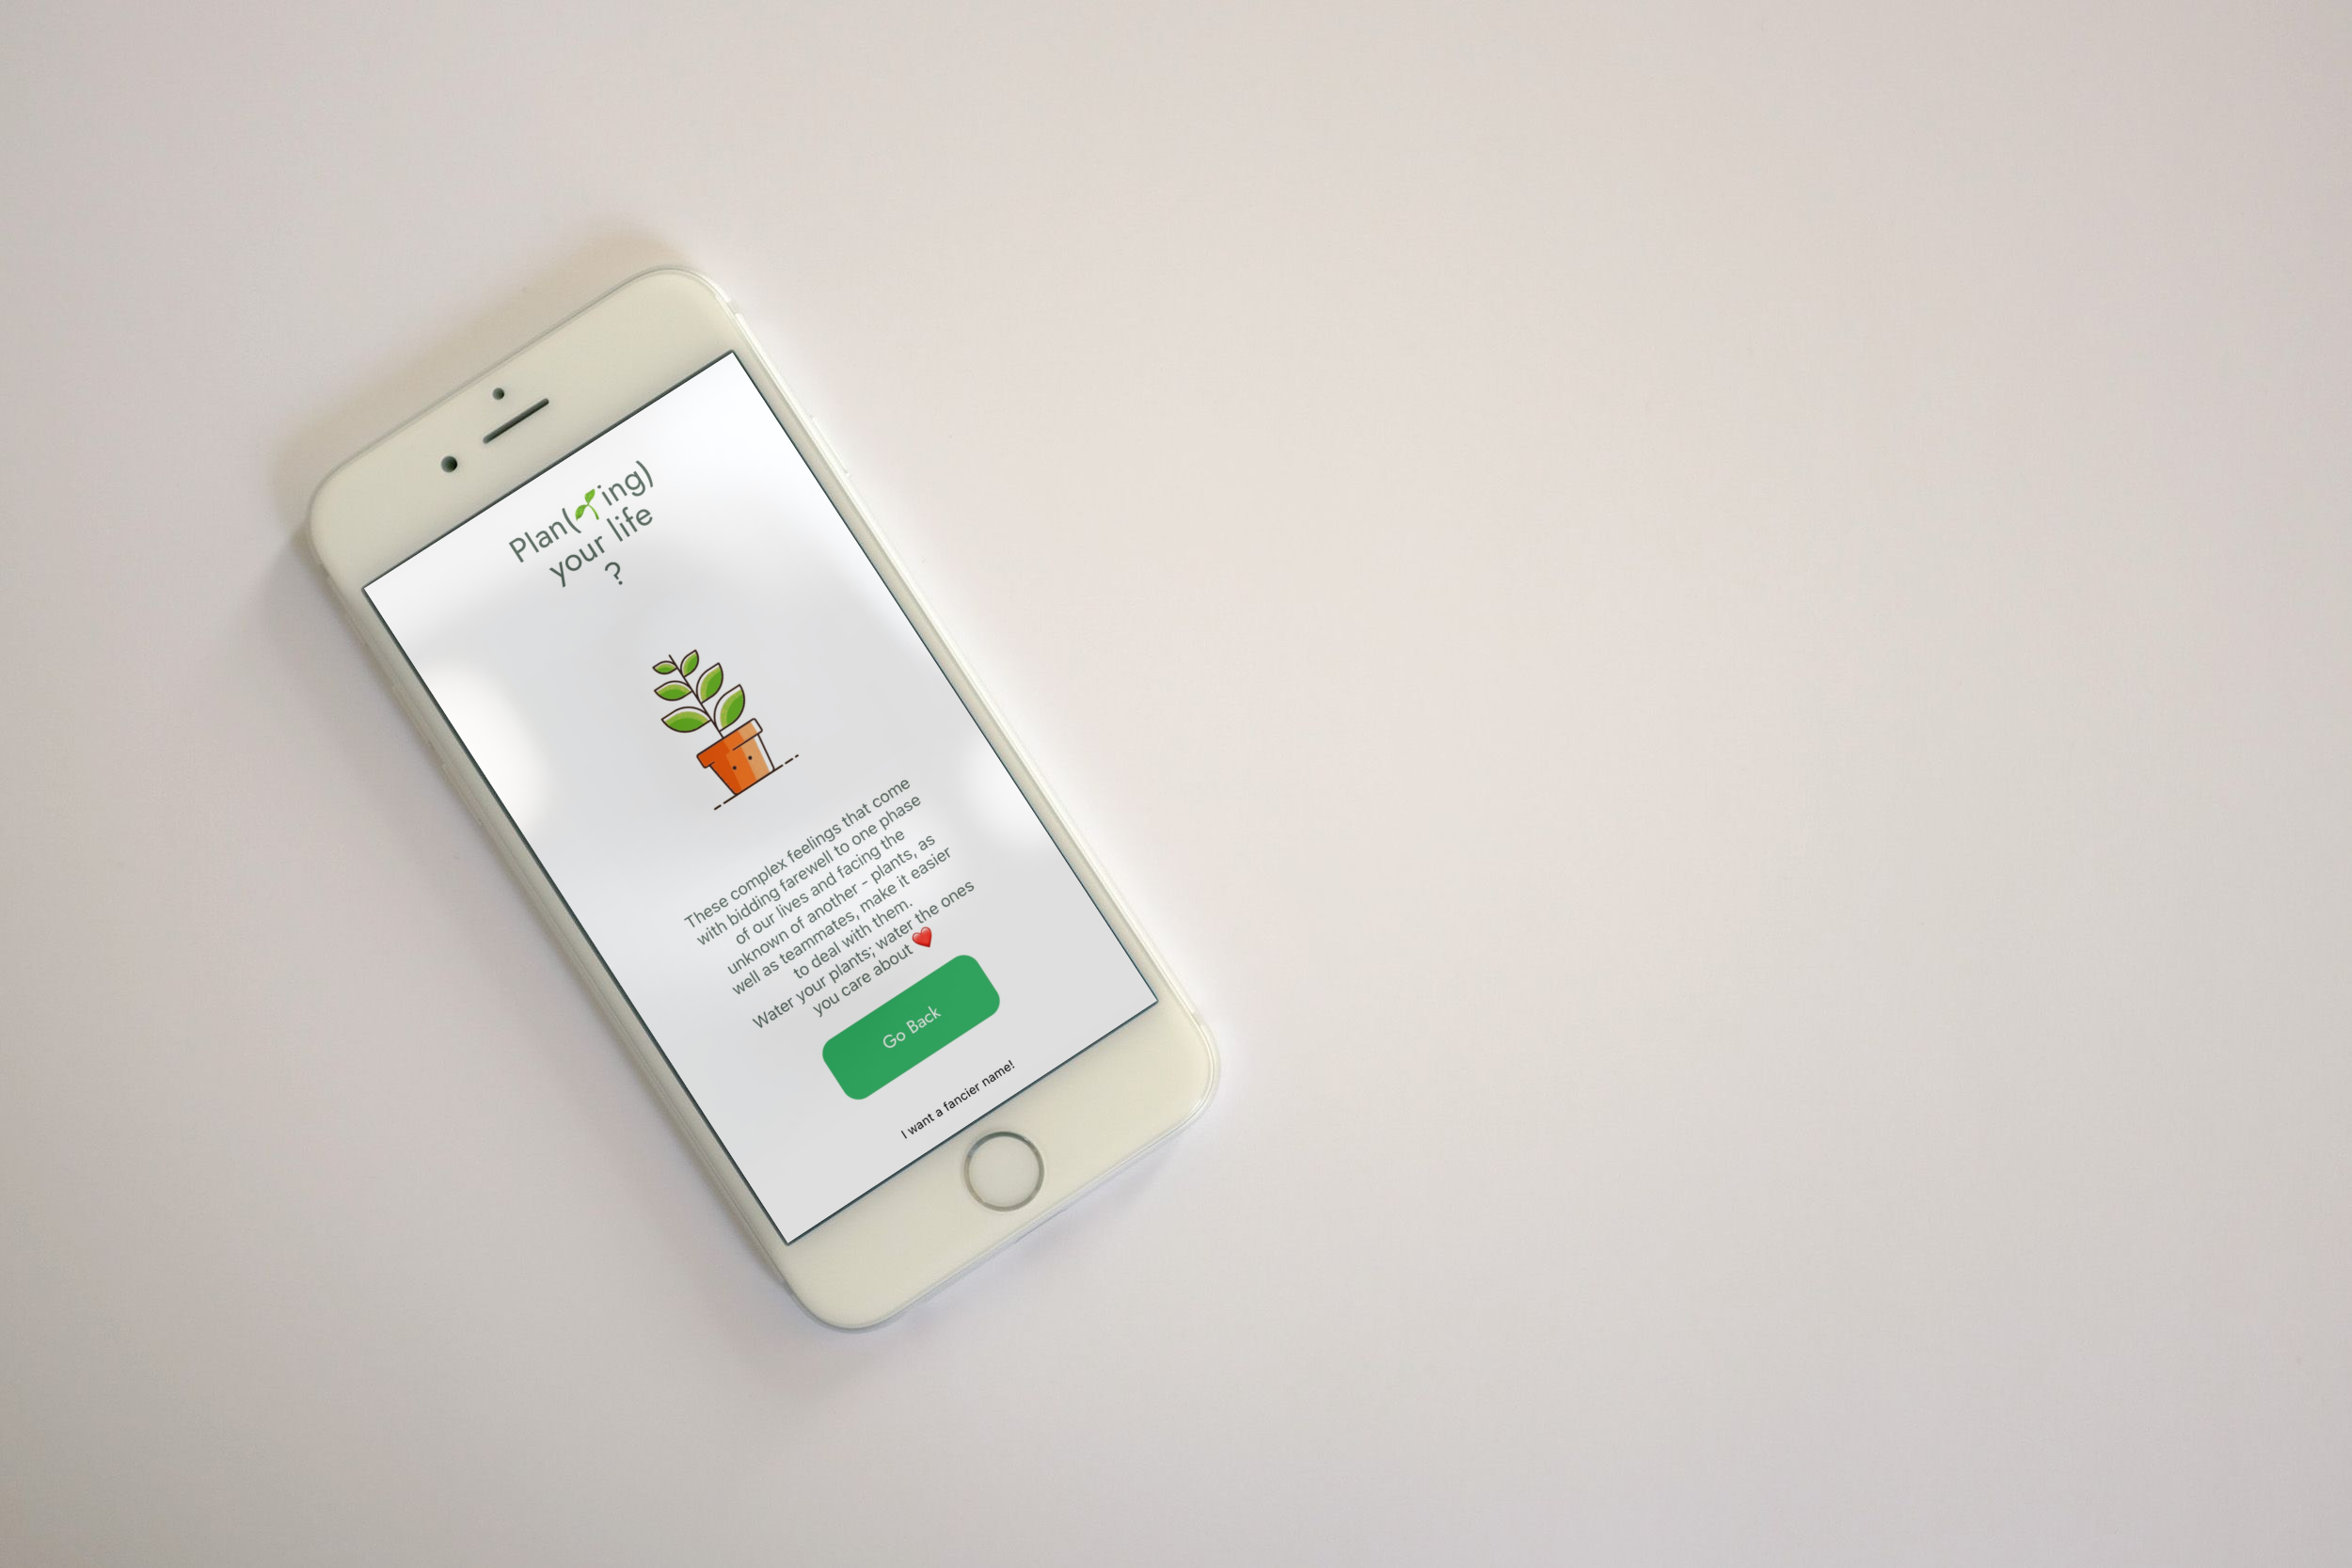 Plan(🌱ing)
your life
?
These complex feelings that come
with bidding farewell to one phase
of our lives and facing the
unknown of another - plants, as
well as teammates, make it easier
to deal with them.
Water your plants; water the ones
you care about ❤️
Go Back
I want a fancier name!